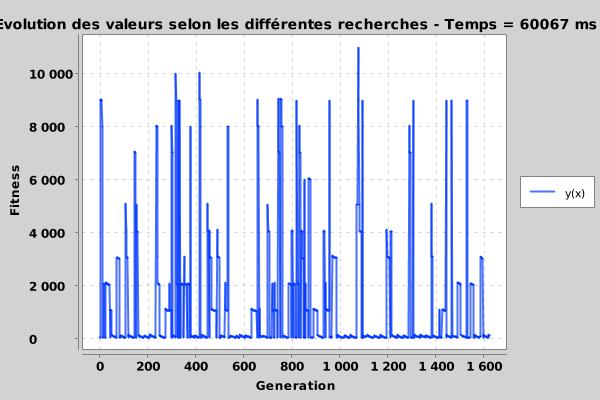 Evolution des valeurs selon les différentes recherches - Temps = 60067 ms
10 000
8 000
6 000
4 000
2 000
0
Fitness
0 200 400 600 800 1 000 1 200 1 400 1 600
Generation
y(x)